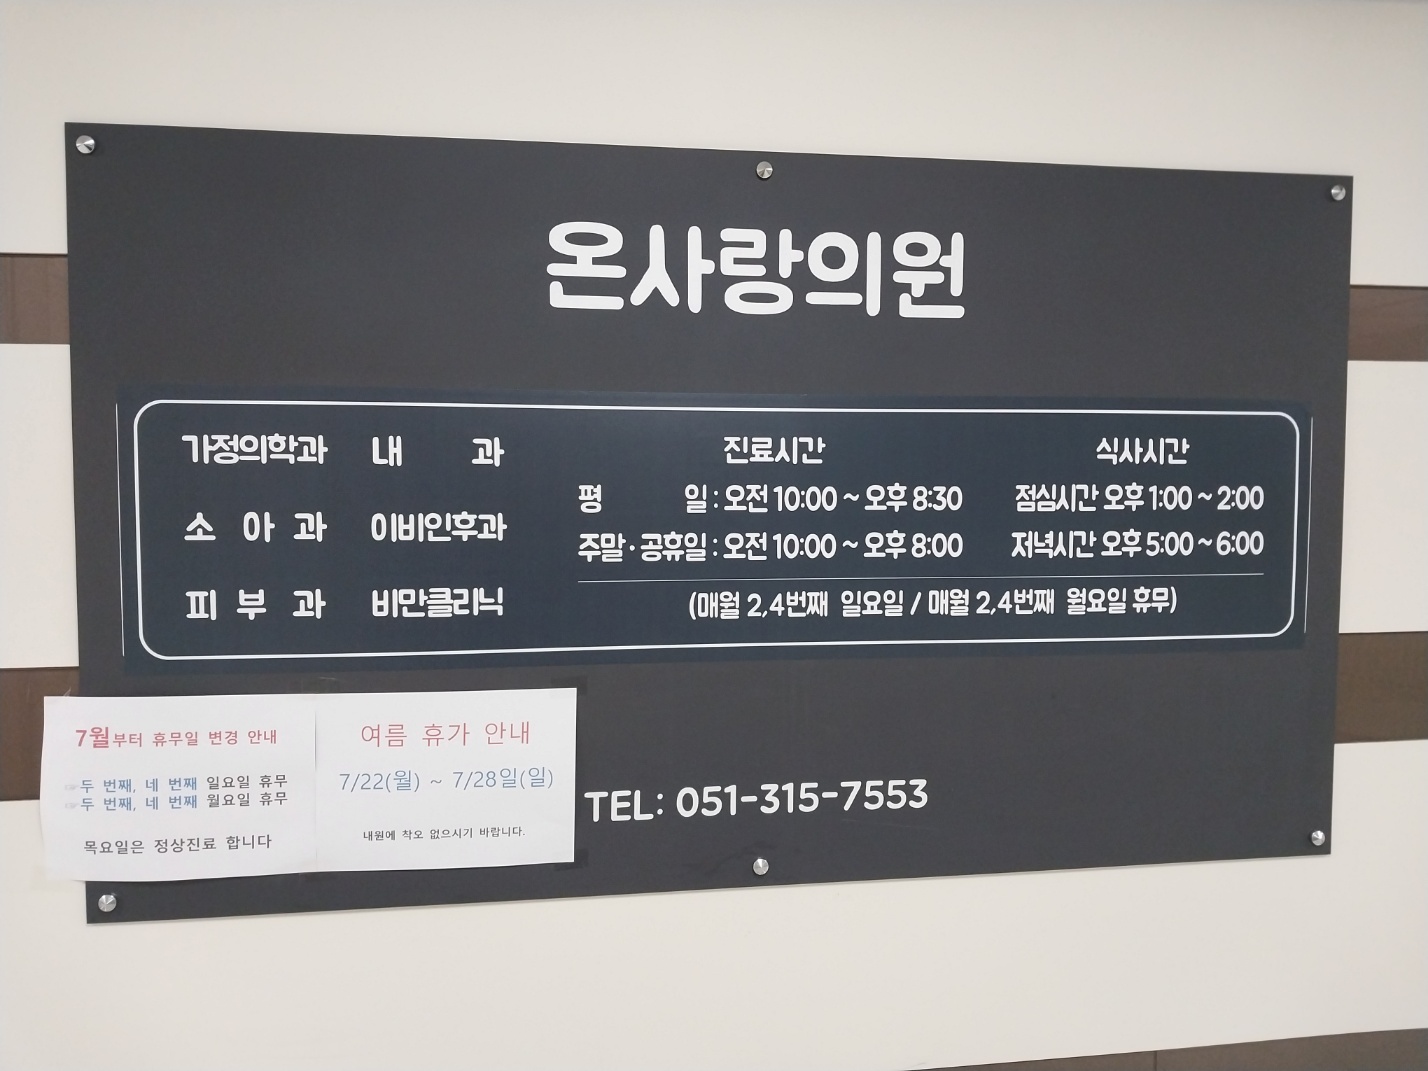 온사랑의원
가정의학과 내 과
소 아 과 이비인후과
피 부 과 비만클리닉
진료시간
평 일 : 오전 10:00 ~ 오후 8:30
주말·공휴일 : 오전 10:00 ~ 오후 8:00
식사시간
점심시간 오후 1:00 ~ 2:00
저녁시간 오후 5:00 ~ 6:00
(매월 2,4번째 일요일 / 매월 2,4번째 월요일 휴무)
7월부터 휴무일 변경 안내
☞두 번째, 네 번째 일요일 휴무
☞두 번째, 네 번째 월요일 휴무
목요일은 정상진료 합니다
여름 휴가 안내
7/22(월) ~ 7/28일(일)
내원에 착오 없으시기 바랍니다.
TEL: 051-315-7553